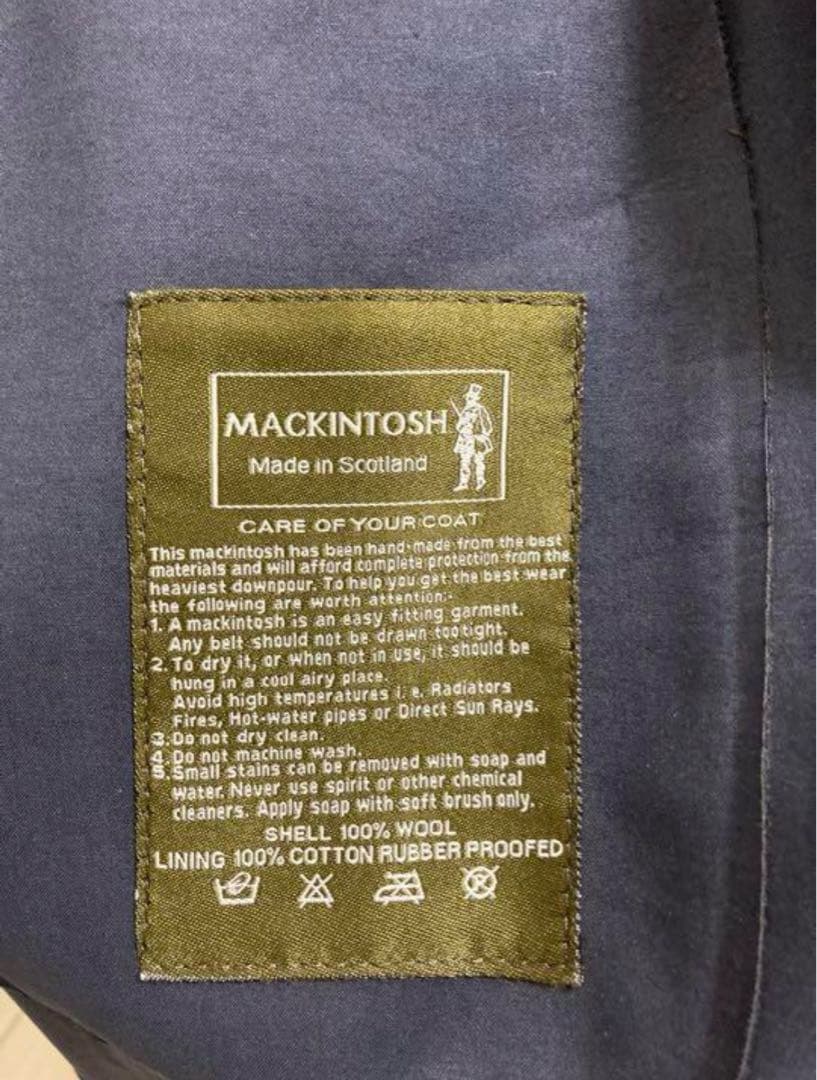 MACKINTOSH
Made in Scotland
CARE OF YOUR COAT
This mackintosh has been hand-made from the best
materials and will afford complete protection from the
heaviest downpour. To help you get the best wear
the following are worth attention:-
1. A mackintosh is an easy fitting garment.
Any belt should not be drawn too tight.
2. To dry it, or when not in use, it should be
hung in a cool airy place.
Avoid high temperatures i. e. Radiators
Fires, Hot-water pipes or Direct Sun Rays.
3. Do not dry clean.
4. Do not machine wash.
5. Small stains can be removed with soap and
water. Never use spirit or other chemical
cleaners. Apply soap with soft brush only.
SHELL 100% WOOL
LINING 100% COTTON RUBBER PROOFED